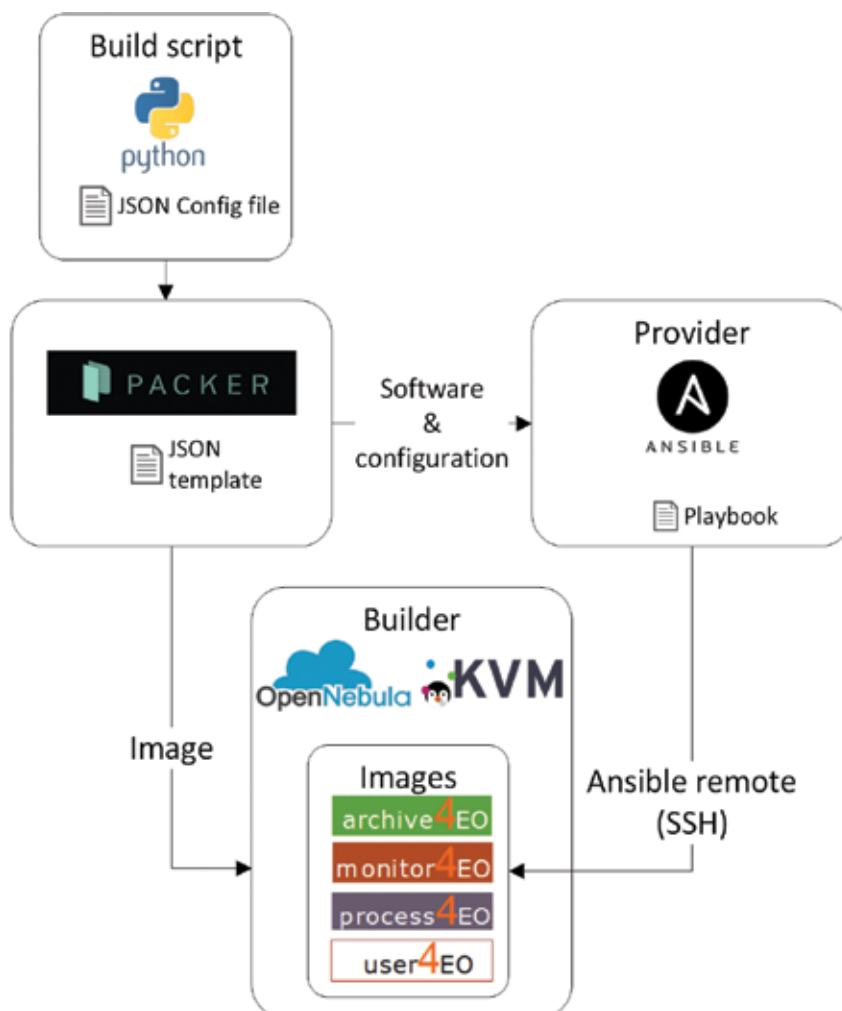 Build script
python
JSON Config file
PACKER
JSON
template
Software
&
configuration
Provider
ANSIBLE
Playbook
Builder
OpenNebula
KVM
Image
Images
archive4EO
monitor4EO
process4EO
user4EO
Ansible remote
(SSH)